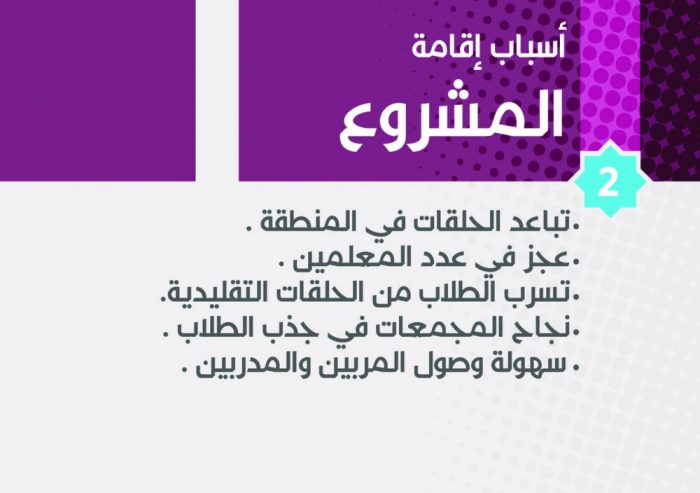 أسباب إقامة
المشروع
2
•تباعد الحلقات في المنطقة .
•عجز في عدد المعلمين .
•تسرب الطلاب من الحلقات التقليدية.
•نجاح المجمعات في جذب الطلاب .
•سهولة وصول المربين والمدربين .